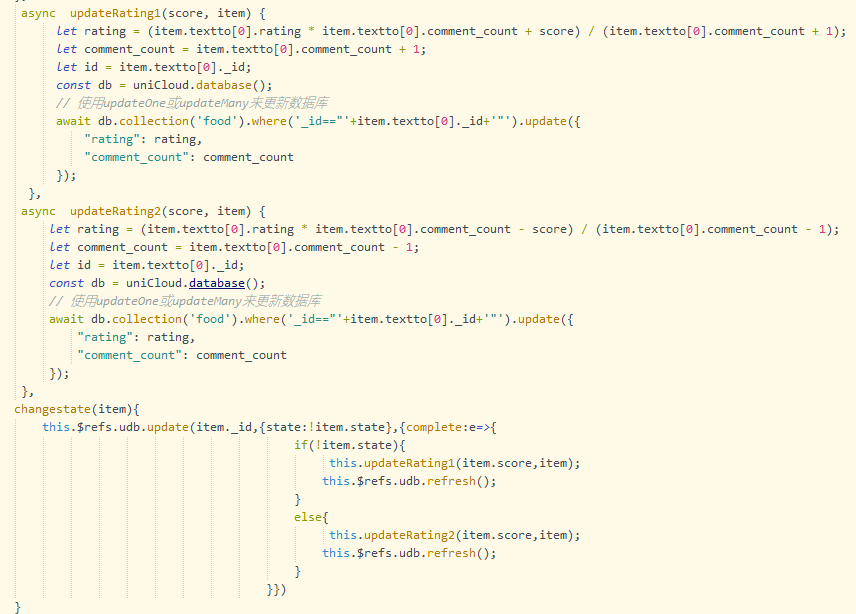 async  updateRating1(score, item) {
let rating = (item.textto[0].rating * item.textto[0].comment_count + score) / (item.textto[0].comment_count + 1);
let comment_count = item.textto[0].comment_count + 1;
let id = item.textto[0]._id;
const db = uniCloud.database();
// 使用updateOne或updateMany来更新数据库
await db.collection('food').where('_id=="'+item.textto[0]._id+'"').update({
"rating": rating,
"comment_count": comment_count
});
},
async  updateRating2(score, item) {
let rating = (item.textto[0].rating * item.textto[0].comment_count - score) / (item.textto[0].comment_count - 1);
let comment_count = item.textto[0].comment_count - 1;
let id = item.textto[0]._id;
const db = uniCloud.database();
// 使用updateOne或updateMany来更新数据库
await db.collection('food').where('_id=="'+item.textto[0]._id+'"').update({
"rating": rating,
"comment_count": comment_count
});
},
changestate(item){
this.$refs.udb.update(item._id,{state:!item.state},{complete:e=>{
if(!item.state){
this.updateRating1(item.score,item);
this.$refs.udb.refresh();
}
else{
this.updateRating2(item.score,item);
this.$refs.udb.refresh();
}
}})
}